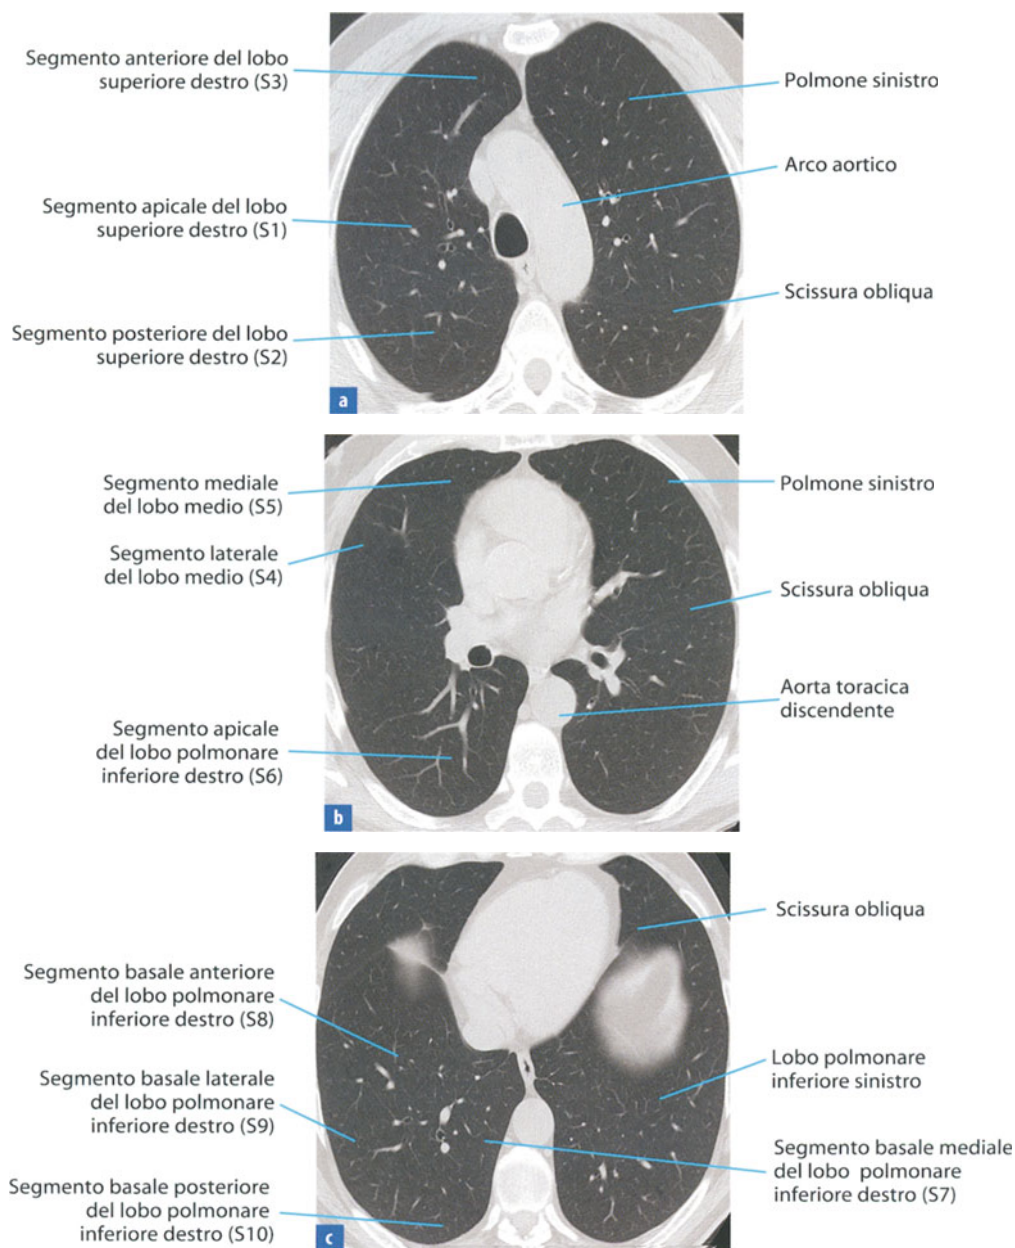 Segmento anteriore del lobo
superiore destro (S3)
Polmone sinistro
Arco aortico
Segmento apicale del lobo
superiore destro (S1)
Scissura obliqua
Segmento posteriore del lobo
superiore destro (S2)
a
Segmento mediale
del lobo medio (S5)
Polmone sinistro
Segmento laterale
del lobo medio (S4)
Scissura obliqua
Aorta toracica
discendente
Segmento apicale
del lobo polmonare
inferiore destro (S6)
b
Scissura obliqua
Segmento basale anteriore
del lobo polmonare
inferiore destro (S8)
Lobo polmonare
inferiore sinistro
Segmento basale laterale
del lobo polmonare
inferiore destro (S9)
Segmento basale mediale
del lobo polmonare
inferiore destro (S7)
Segmento basale posteriore
del lobo polmonare
inferiore destro (S10)
c